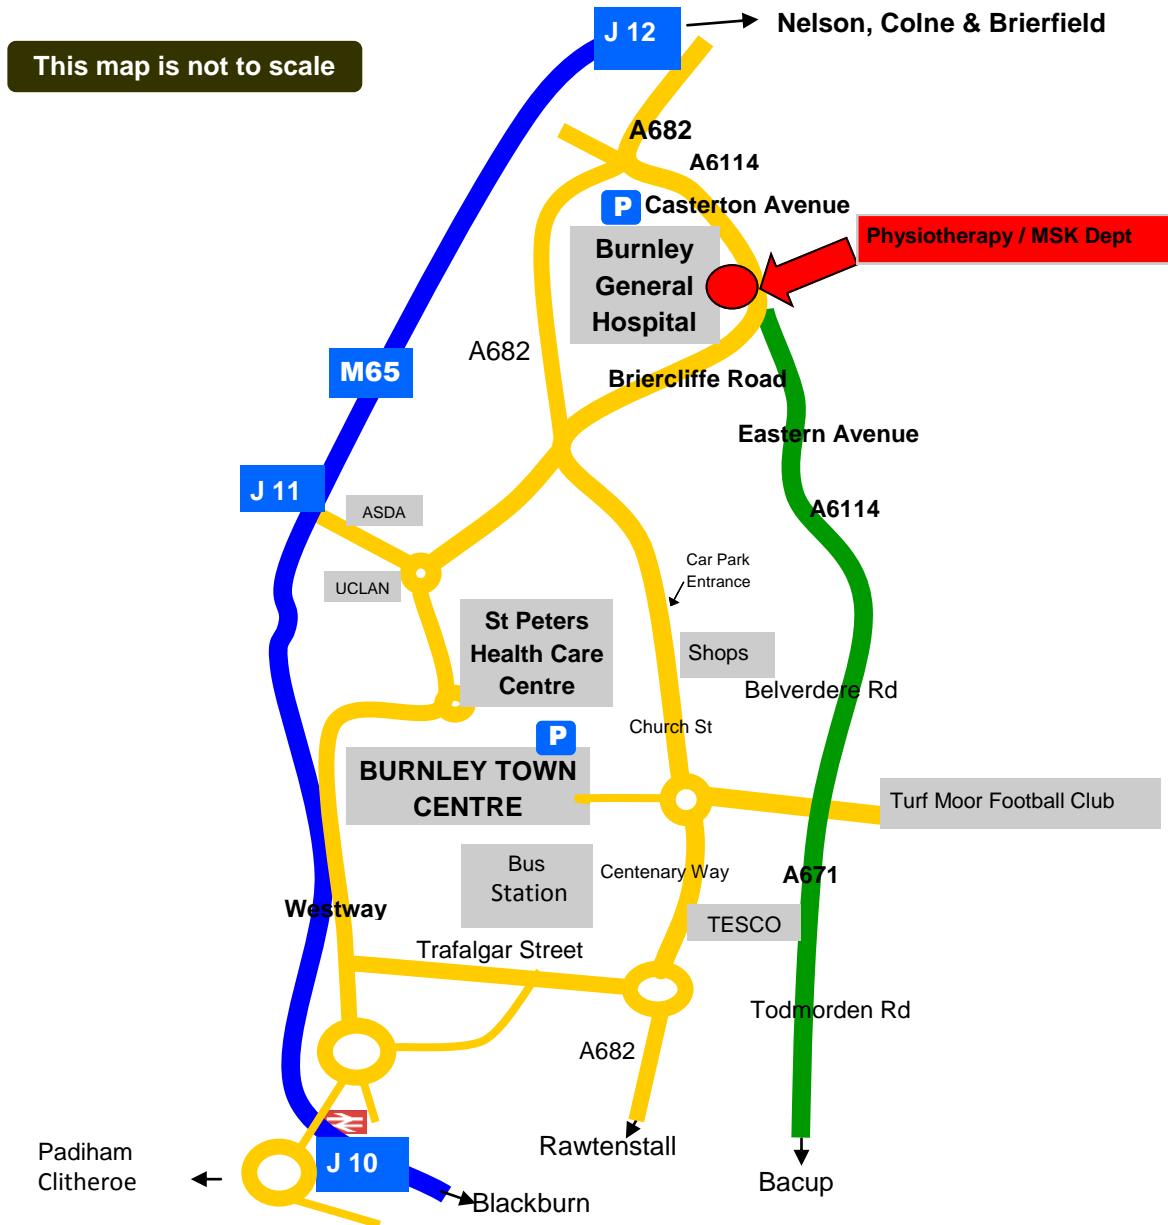 J 12
Nelson, Colne & Brierfield
This map is not to scale
A682
A6114
P
Casterton Avenue
Physiotherapy / MSK Dept
Burnley
General
Hospital
A682
M65
Briercliffe Road
Eastern Avenue
J 11
ASDA
A6114
Car Park
Entrance
UCLAN
St Peters
Health Care
Centre
Shops
Belverdere Rd
Church St
P
BURNLEY TOWN
CENTRE
Turf Moor Football Club
Bus
Station
Centenary Way
A671
Westway
TESCO
Trafalgar Street
Todmorden Rd
A682
Rawtenstall
Padiham
Clitheroe
J 10
Bacup
Blackburn